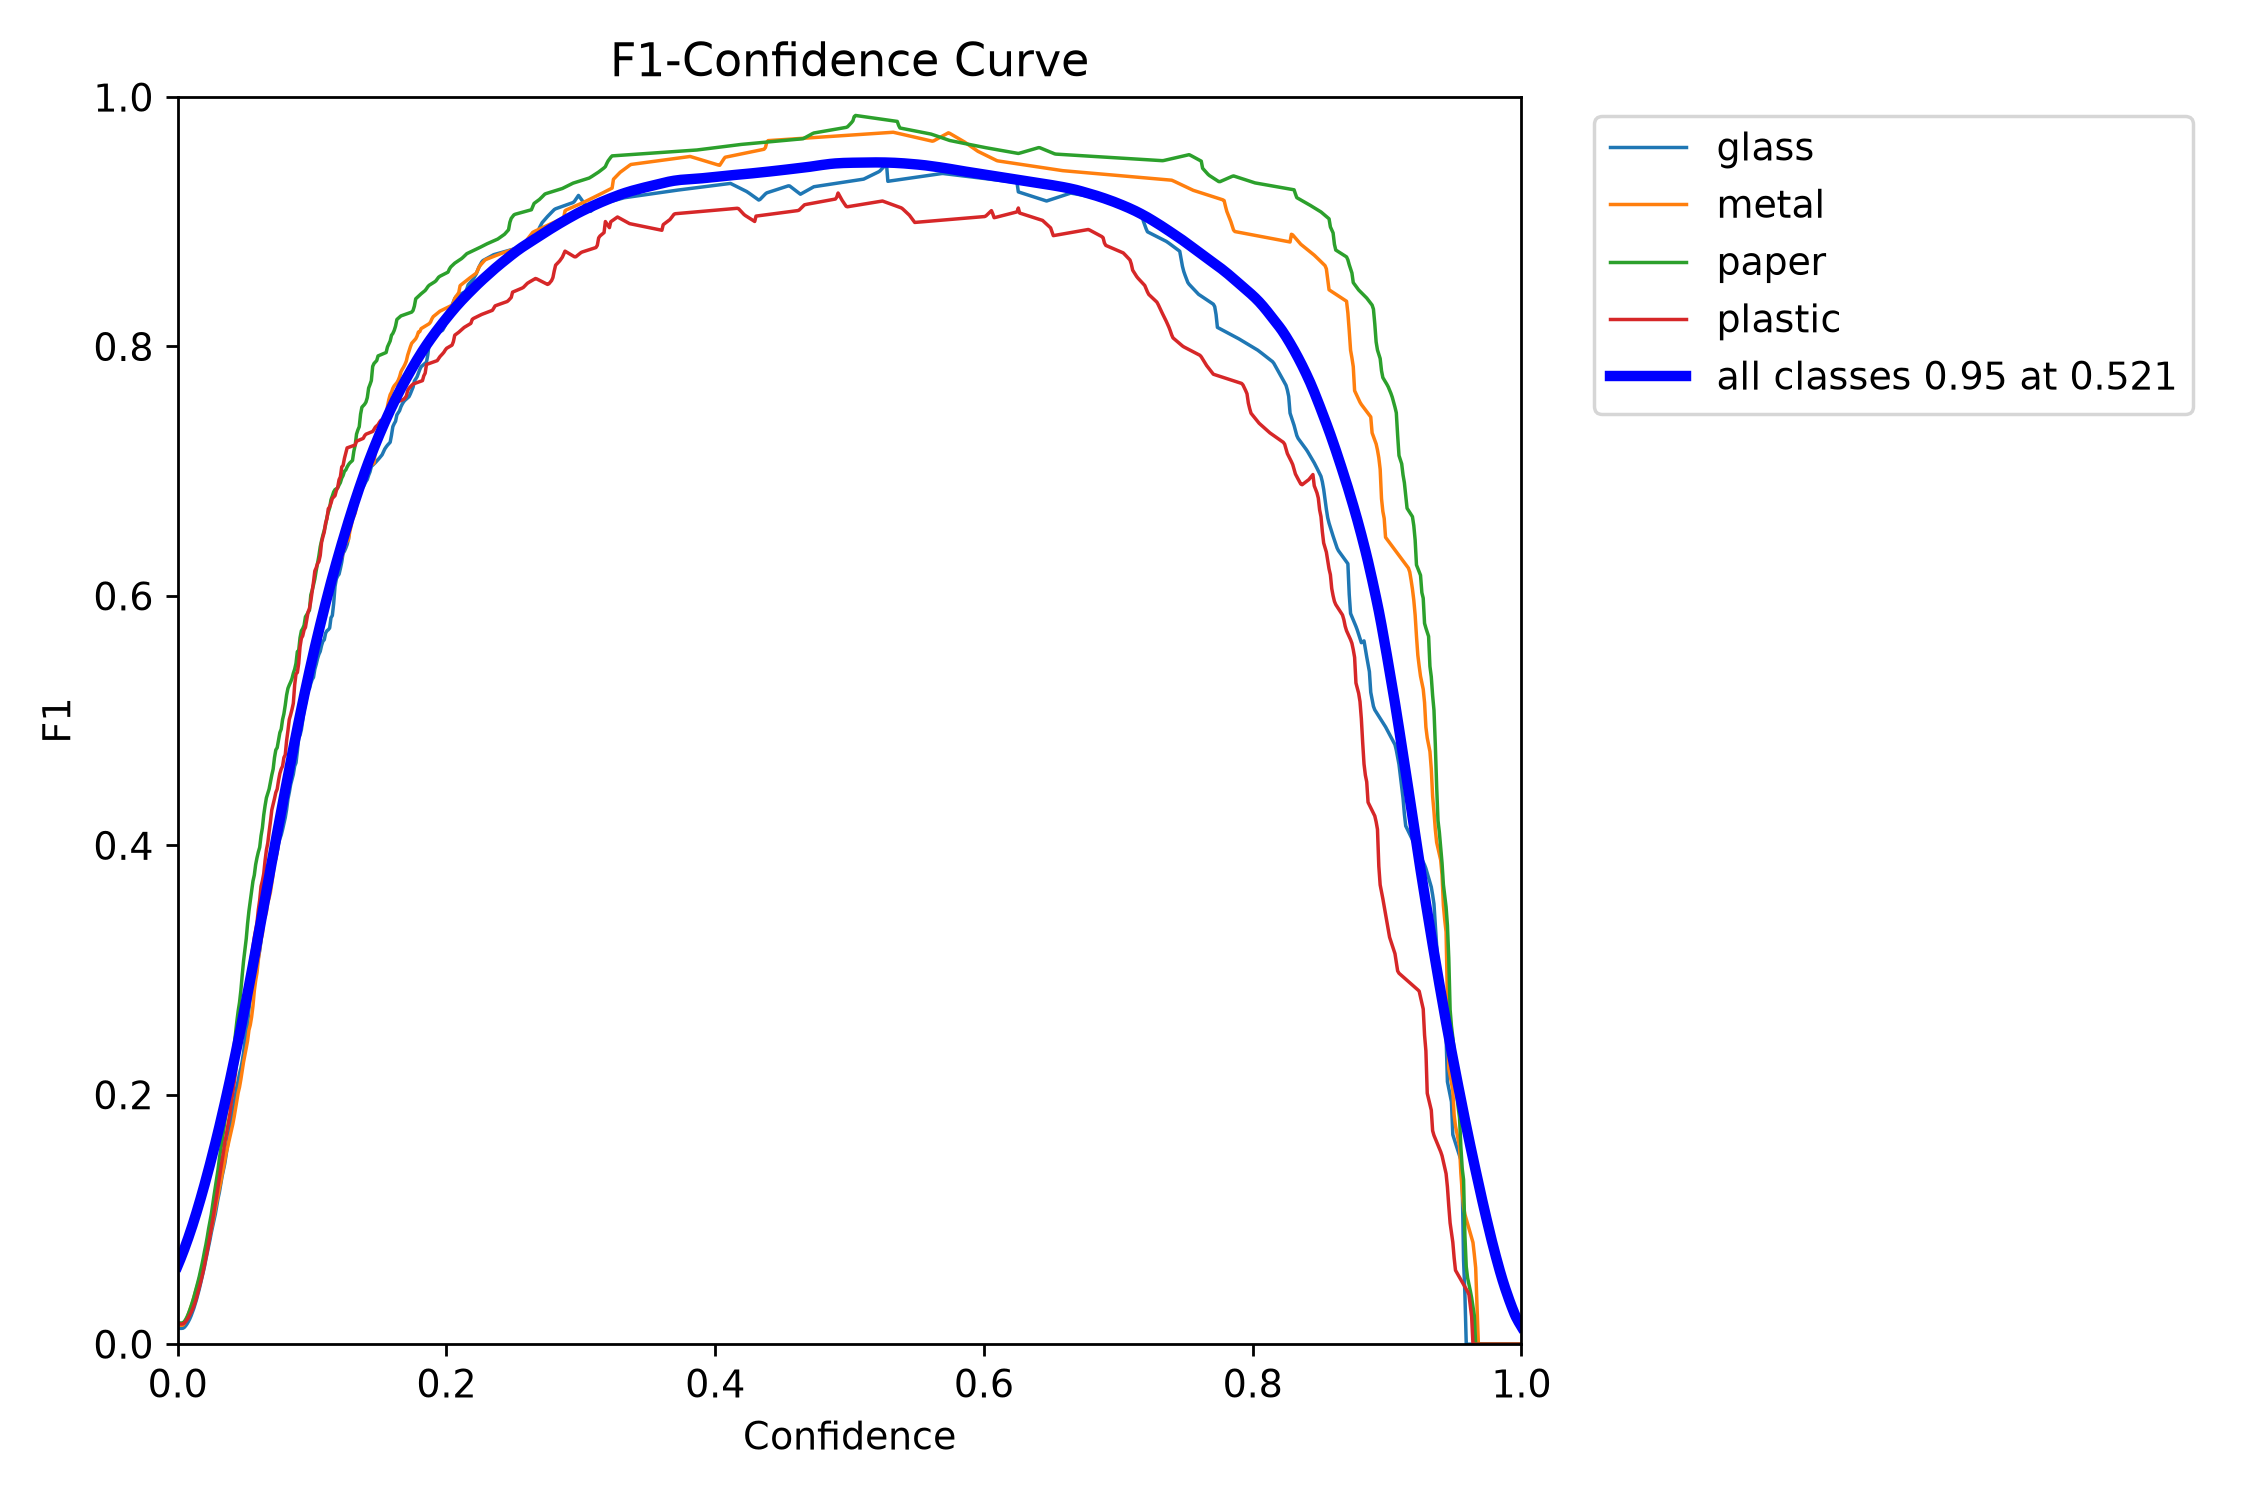 F1-Confidence Curve
1.0
0.8
0.6
0.4
0.2
0.0
F1
0.0 0.2 0.4 0.6 0.8 1.0
Confidence
glass
metal
paper
plastic
all classes 0.95 at 0.521